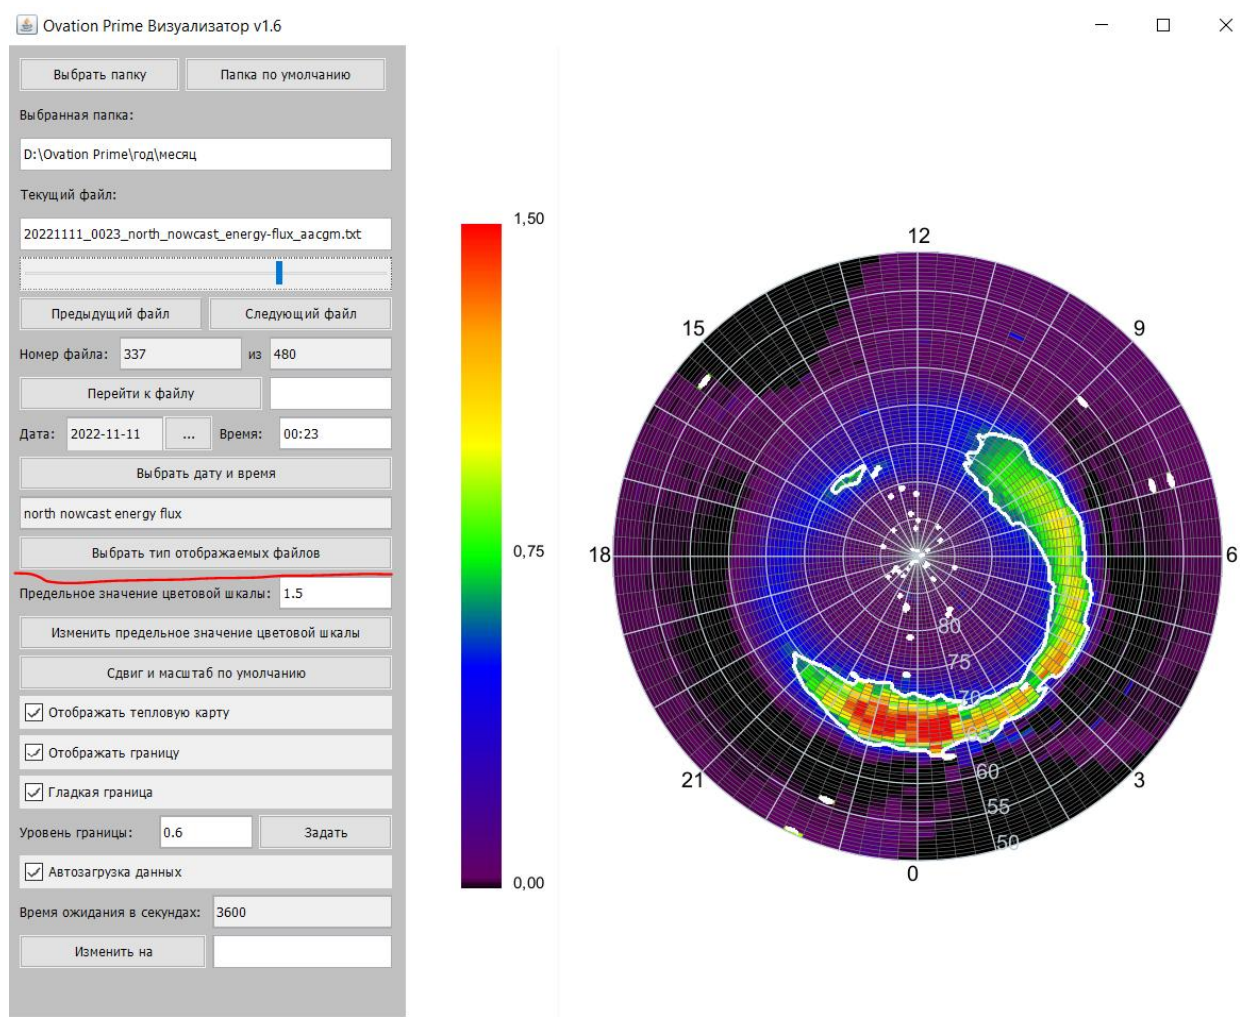 Ovation Prime Визуализатор v1.6
Выбрать папку Папка по умолчанию
Выбранная папка:
D:\Ovation Prime\год\месяц
Текущий файл:
20221111_0023_north_nowcast_energy-flux_aacgm.txt
Предыдущий файл Следующий файл
Номер файла: 337 из 480
Перейти к файлу
Дата: 2022-11-11 ... Время: 00:23
Выбрать дату и время
north nowcast energy flux
Выбрать тип отображаемых файлов
Предельное значение цветовой шкалы: 1.5
Изменить предельное значение цветовой шкалы
Сдвиг и масштаб по умолчанию
Отображать тепловую карту
Отображать границу
Гладкая граница
Уровень границы: 0.6 Задать
Автозагрузка данных
Время ожидания в секундах: 3600
Изменить на
1,50
0,75
0,00
12
15
9
18
6
80
75
70
65
60
55
50
21
3
0